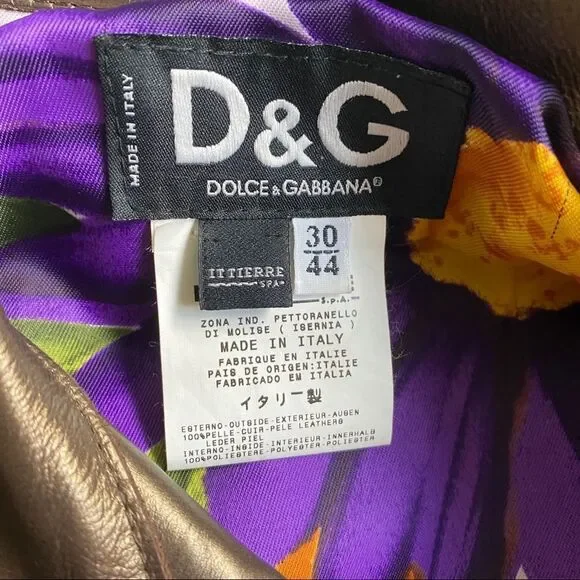 MADE IN ITALY
D&G
DOLCE & GABBANA®
ITTIERRE
SPA
30
44
S.p.A.
ZONA IND. PETTORANELLO
DI MOLISE ( ISERNIA )
MADE IN ITALY
FABRIQUE EN ITALIE
PAIS DE ORIGEN:ITALIE
FABRICADO EM ITALIA
イタリー製
ESTERNO-OUTSIDE-EXTERIEUR-AUßEN
100%PELLE-CUIR-PELE LEATHERS
LEDER PIEL
INTERNO-INSIDE-INTERIEUR-INNERHALB
100%POLIESTERE-POLYESTER-POLIESTER